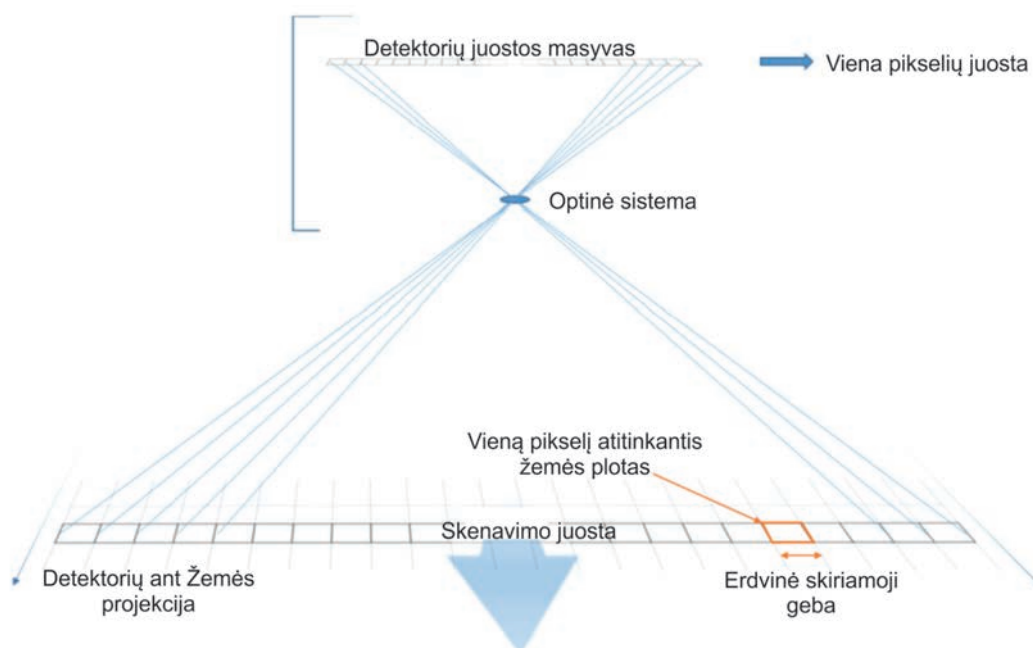 Detektorių juostos masyvas
Viena pikselių juosta
Optinė sistema
Vieną pikselį atitinkantis
žemės plotas
Skenavimo juosta
Detektorių ant Žemės
projekcija
Erdvinė skiriamoji
geba